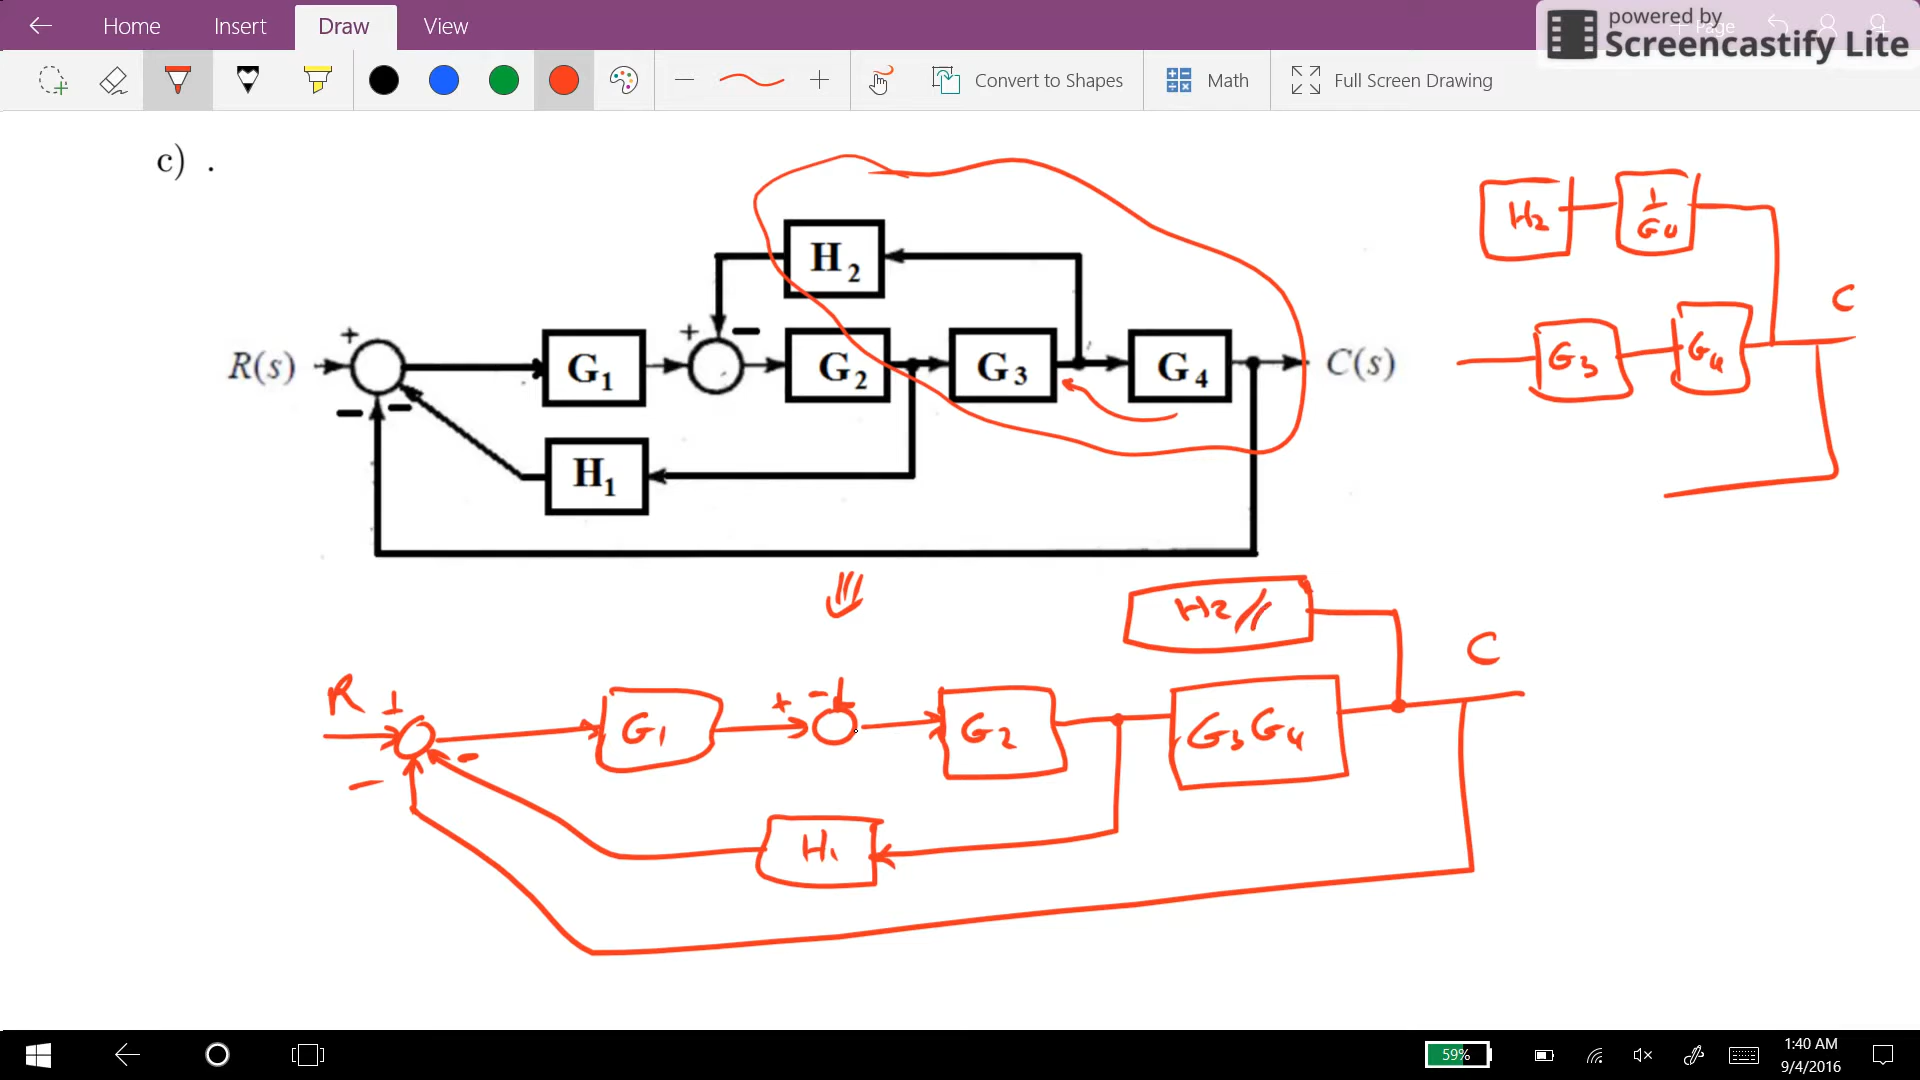 Home Insert Draw View
powered by
Page
Screencastify Lite
Convert to Shapes Math Full Screen Drawing
c) .
H2
1
G4
H2
+ + −
R(s) G1 G2 G3 G4 C(s)
− −
H1
C
G3 G4
H2
C
R + + −
G1 G2 G3G4
− −
H1
59%
1:40 AM
9/4/2016